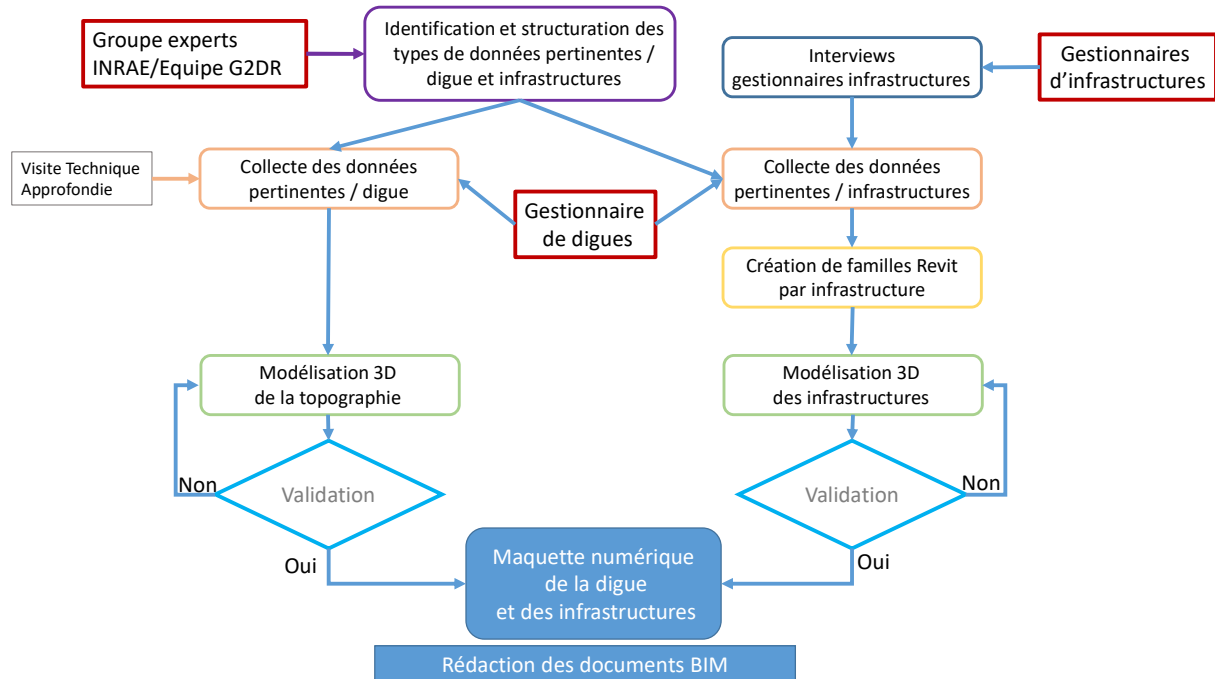 Groupe experts
INRAE/Equipe G2DR
Identification et structuration des
types de données pertinentes /
digue et infrastructures
Interviews
gestionnaires infrastructures
Gestionnaires
d'infrastructures
Visite Technique
Approfondie
Collecte des données
pertinentes / digue
Gestionnaire
de digues
Collecte des données
pertinentes / infrastructures
Création de familles Revit
par infrastructure
Modélisation 3D
de la topographie
Modélisation 3D
des infrastructures
Non
Validation
Validation
Non
Oui
Maquette numérique
de la digue
et des infrastructures
Oui
Rédaction des documents BIM